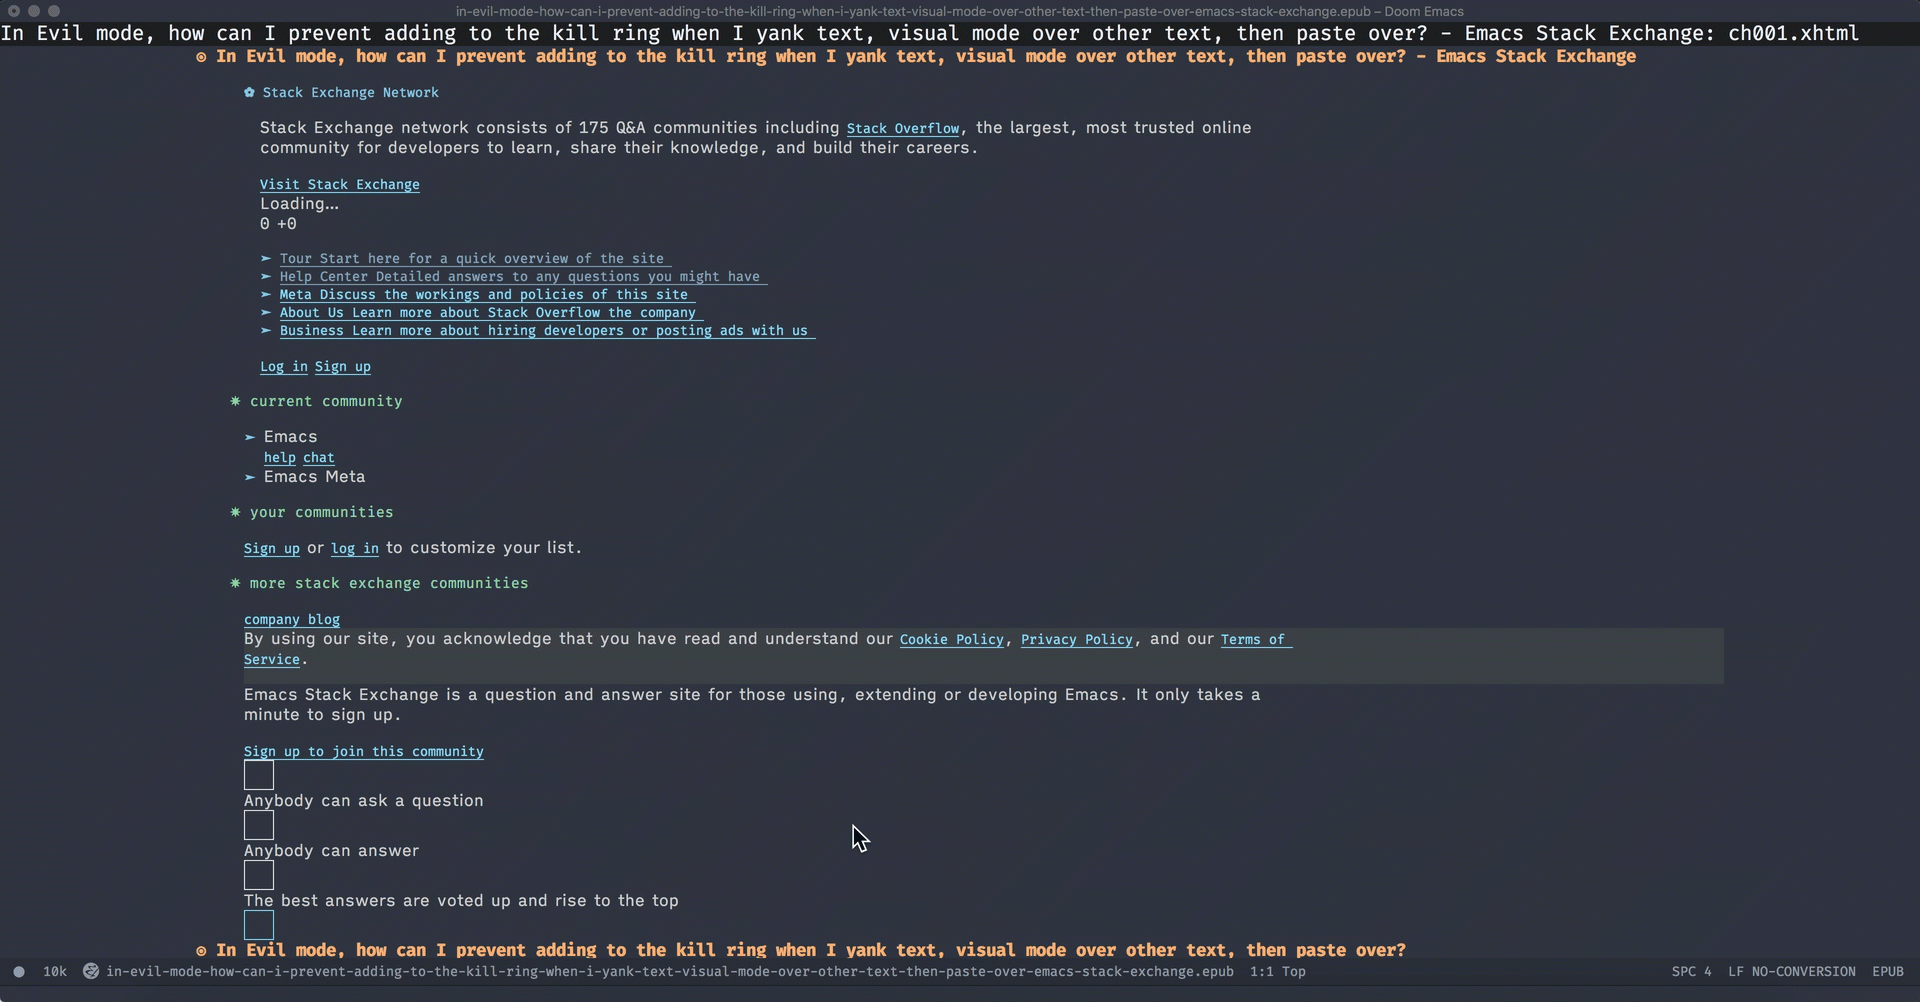 in-evil-mode-how-can-i-prevent-adding-to-the-kill-ring-when-i-yank-text-visual-mode-over-other-text-then-paste-over-emacs-stack-exchange.epub – Doom Emacs
In Evil mode, how can I prevent adding to the kill ring when I yank text, visual mode over other text, then paste over? - Emacs Stack Exchange: ch001.xhtml
◉ In Evil mode, how can I prevent adding to the kill ring when I yank text, visual mode over other text, then paste over? - Emacs Stack Exchange
✿ Stack Exchange Network
Stack Exchange network consists of 175 Q&A communities including Stack Overflow, the largest, most trusted online
community for developers to learn, share their knowledge, and build their careers.
Visit Stack Exchange
Loading…
0 +0
➤ Tour Start here for a quick overview of the site
➤ Help Center Detailed answers to any questions you might have
➤ Meta Discuss the workings and policies of this site
➤ About Us Learn more about Stack Overflow the company
➤ Business Learn more about hiring developers or posting ads with us
Log in Sign up
✸ current community
➤ Emacs
help chat
➤ Emacs Meta
✸ your communities
Sign up or log in to customize your list.
✸ more stack exchange communities
company blog
By using our site, you acknowledge that you have read and understand our Cookie Policy, Privacy Policy, and our Terms of
Service.
Emacs Stack Exchange is a question and answer site for those using, extending or developing Emacs. It only takes a
minute to sign up.
Sign up to join this community
Anybody can ask a question
Anybody can answer
The best answers are voted up and rise to the top
◉ In Evil mode, how can I prevent adding to the kill ring when I yank text, visual mode over other text, then paste over?
10k in-evil-mode-how-can-i-prevent-adding-to-the-kill-ring-when-i-yank-text-visual-mode-over-other-text-then-paste-over-emacs-stack-exchange.epub 1:1 Top SPC 4 LF NO-CONVERSION EPUB